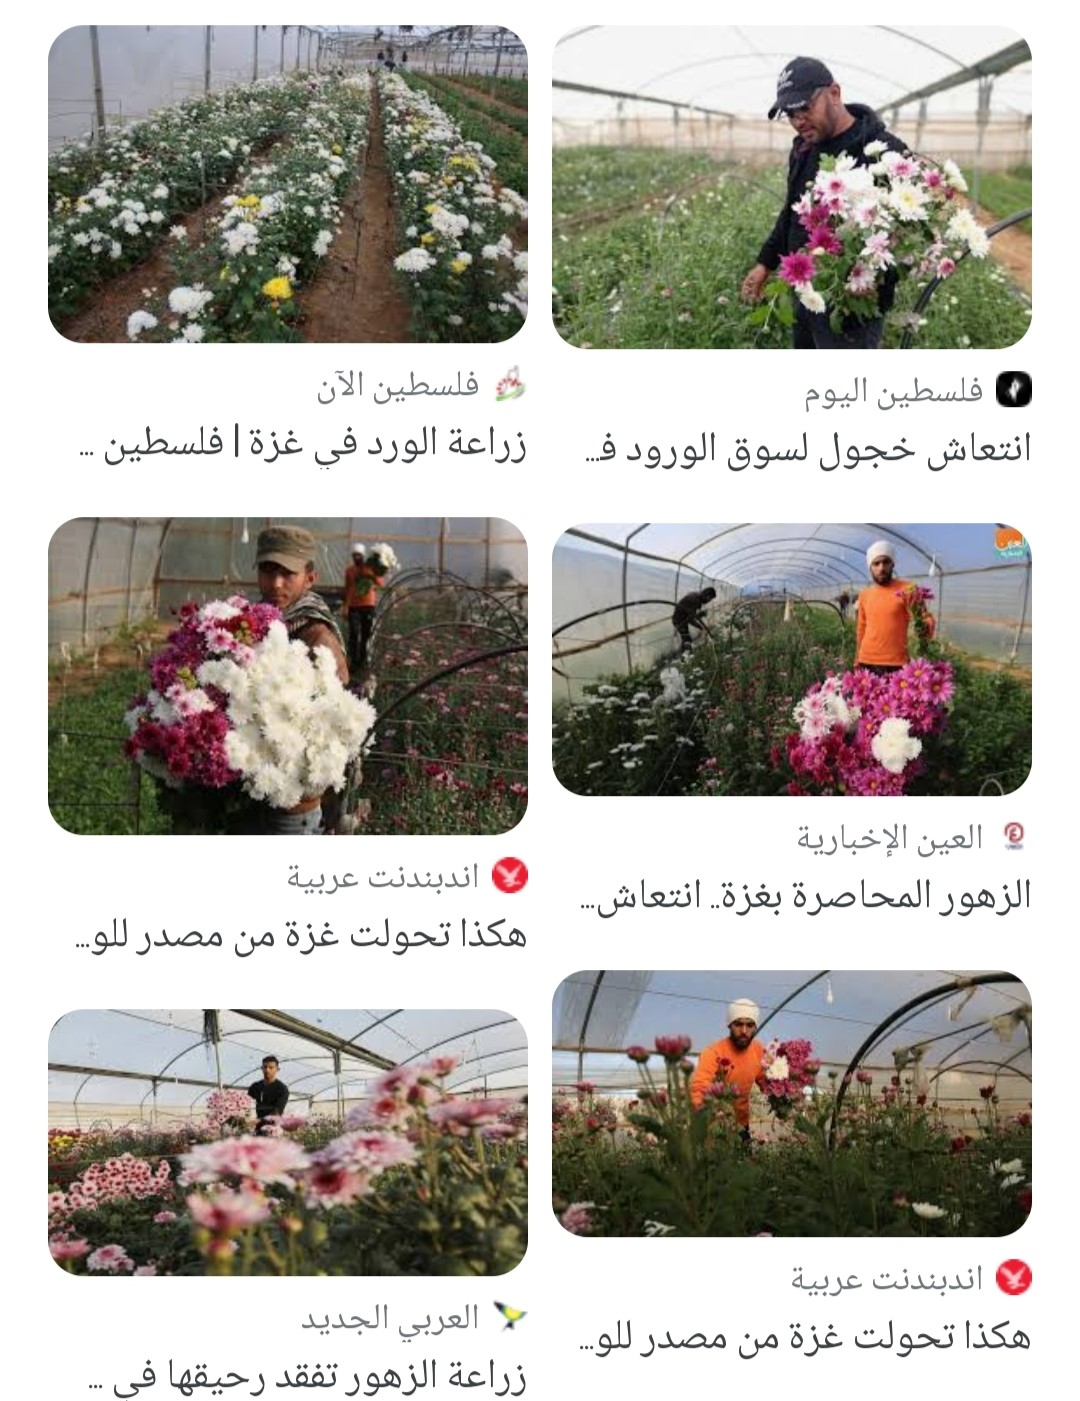 فلسطين اليوم
انتعاش خجول لسوق الورود ف...
فلسطين الآن
زراعة الورد في غزة | فلسطين ...
العين الإخبارية
الزهور المحاصرة بغزة.. انتعاش...
اندبندنت عربية
هكذا تحولت غزة من مصدر للو...
اندبندنت عربية
هكذا تحولت غزة من مصدر للو...
العربي الجديد
زراعة الزهور تفقد رحيقها في ...